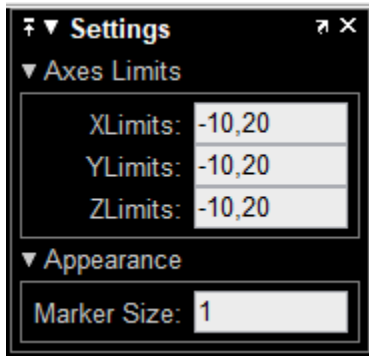 Settings
Axes Limits
XLimits: -10,20
YLimits: -10,20
ZLimits: -10,20
Appearance
Marker Size: 1